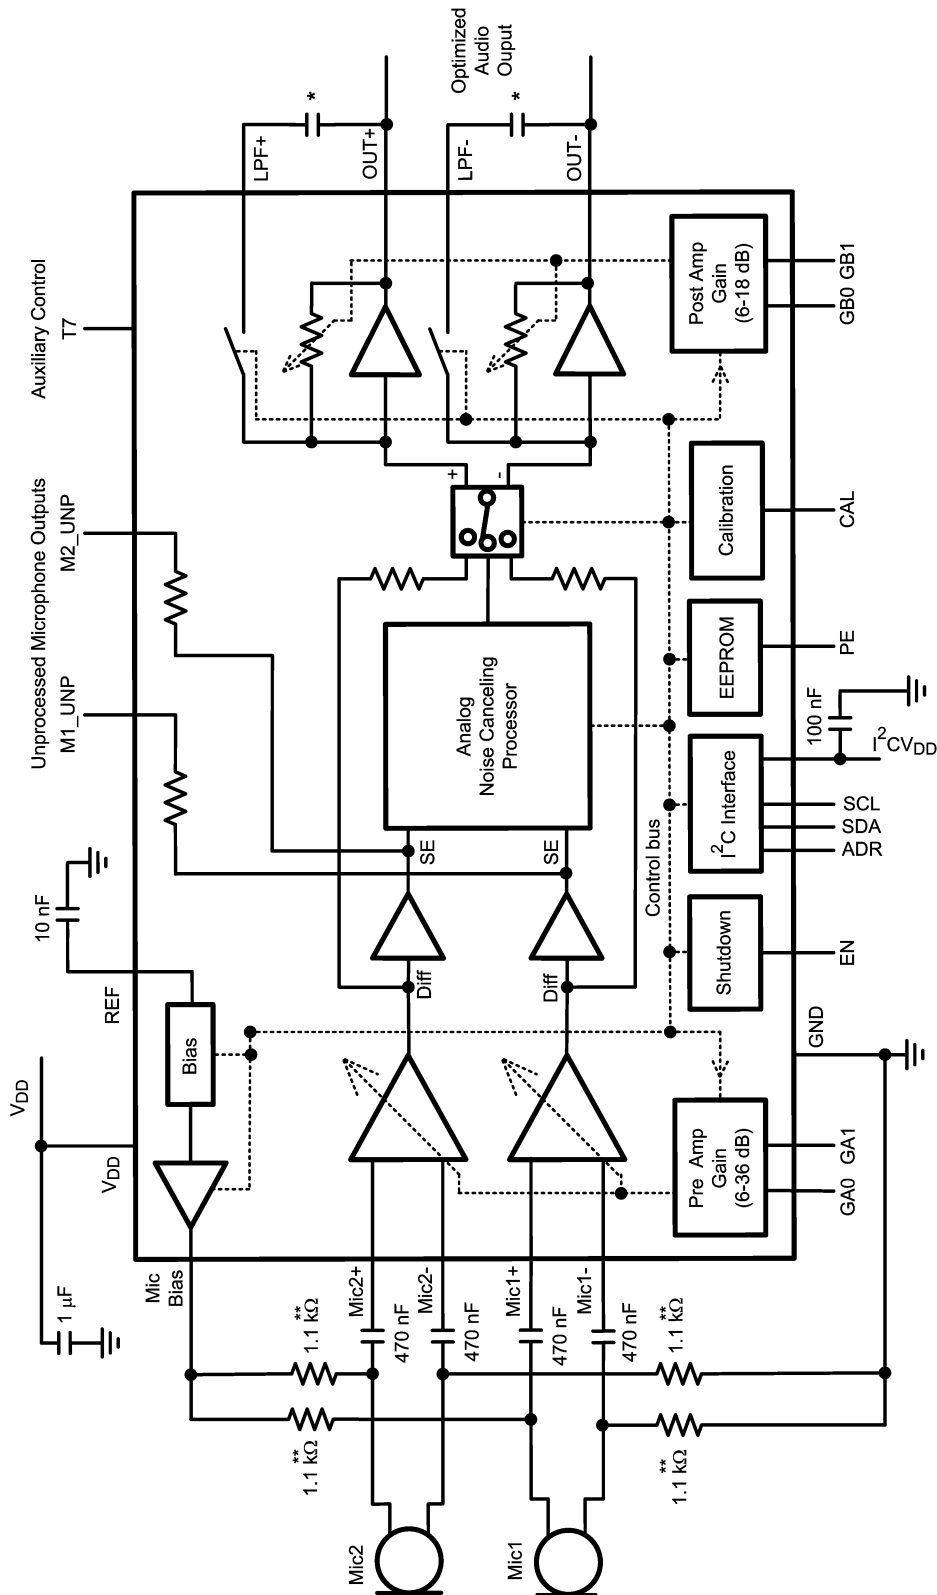 V_DD
1 μF
V_DD
REF
10 nF
Unprocessed Microphone Outputs
M1_UNP
M2_UNP
Auxiliary Control
T7
Mic
Bias
Bias
**
1.1 kΩ
**
1.1 kΩ
Mic2
Mic2+
470 nF
Mic2-
470 nF
Mic1
Mic1+
470 nF
Mic1-
470 nF
**
1.1 kΩ
**
1.1 kΩ
Diff
SE
Diff
SE
Analog
Noise Canceling
Processor
+
-
LPF+
*
OUT+
Optimized
Audio
Ouput
LPF-
*
OUT-
Control bus
Pre Amp
Gain
(6-36 dB)
Shutdown
I²C Interface
EEPROM
Calibration
Post Amp
Gain
(6-18 dB)
GA0
GA1
GND
EN
ADR
SDA
SCL
I²CV_DD
100 nF
PE
CAL
GB0
GB1